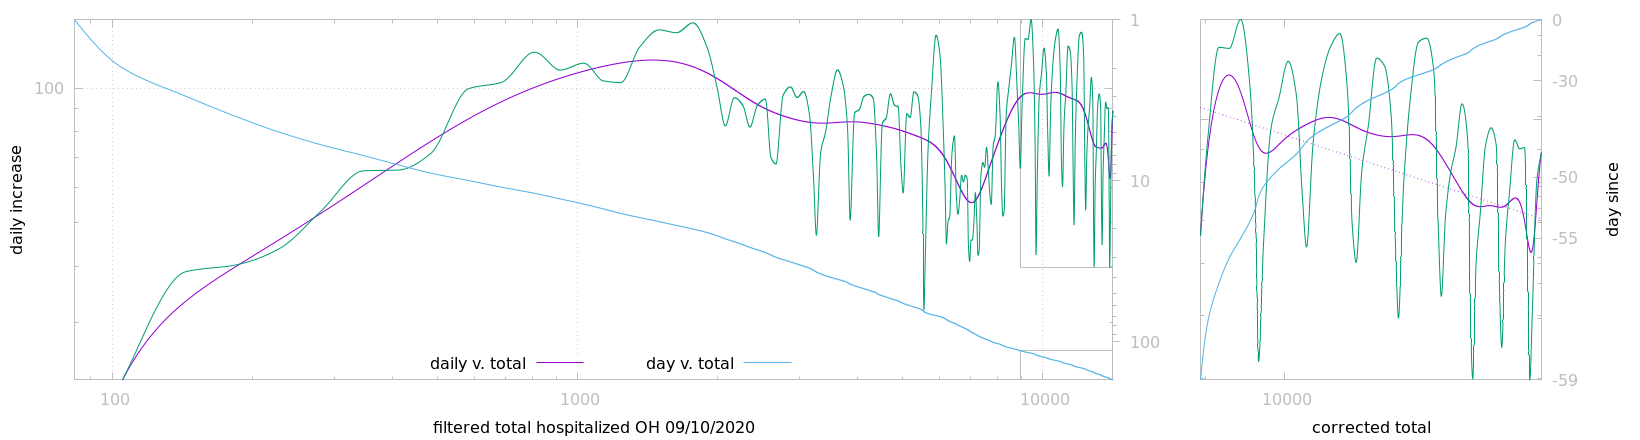 daily increase
100
daily v. total
day v. total
100
1000
10000
filtered total hospitalized OH 09/10/2020
1
10
100
10000
corrected total
0
-30
-50
-55
-59
day since